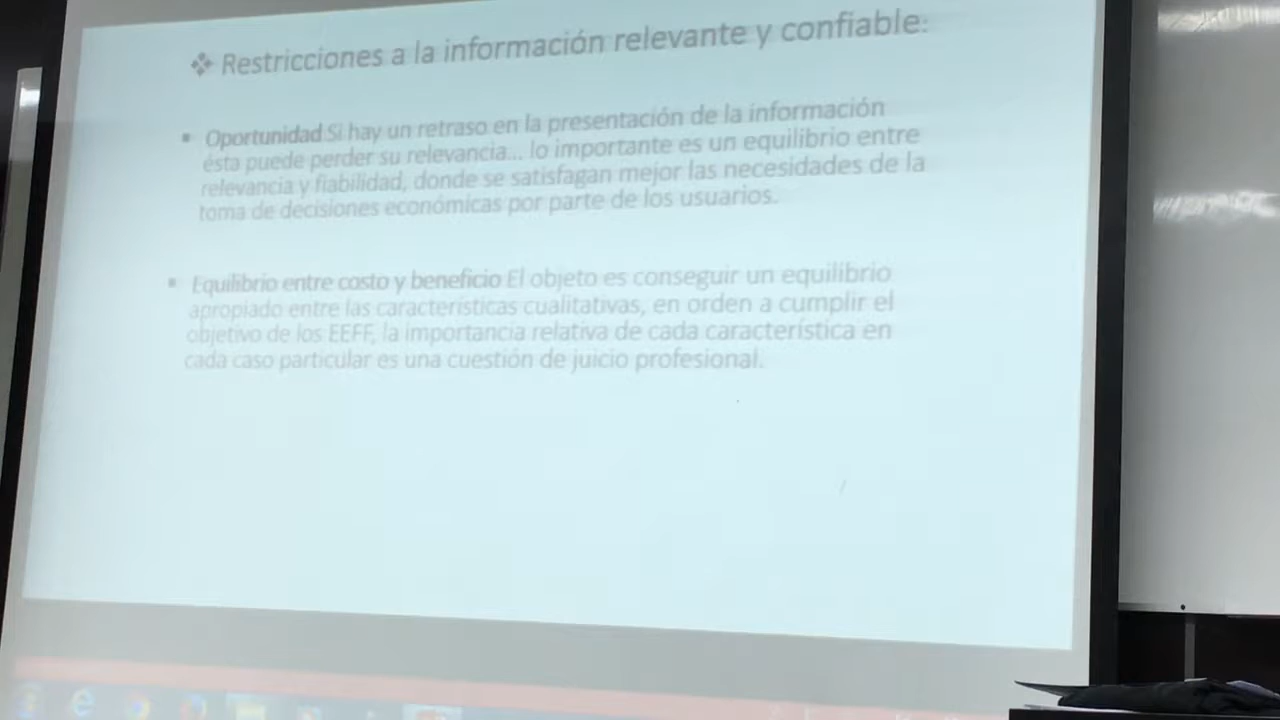 ❖ Restricciones a la información relevante y confiable:
▪ Oportunidad Si hay un retraso en la presentación de la información
ésta puede perder su relevancia... lo importante es un equilibrio entre
relevancia y fiabilidad, donde se satisfagan mejor las necesidades de la
toma de decisiones económicas por parte de los usuarios.
▪ Equilibrio entre costo y beneficio El objeto es conseguir un equilibrio
apropiado entre las características cualitativas, en orden a cumplir el
objetivo de los EEFF, la importancia relativa de cada característica en
cada caso particular es una cuestión de juicio profesional.